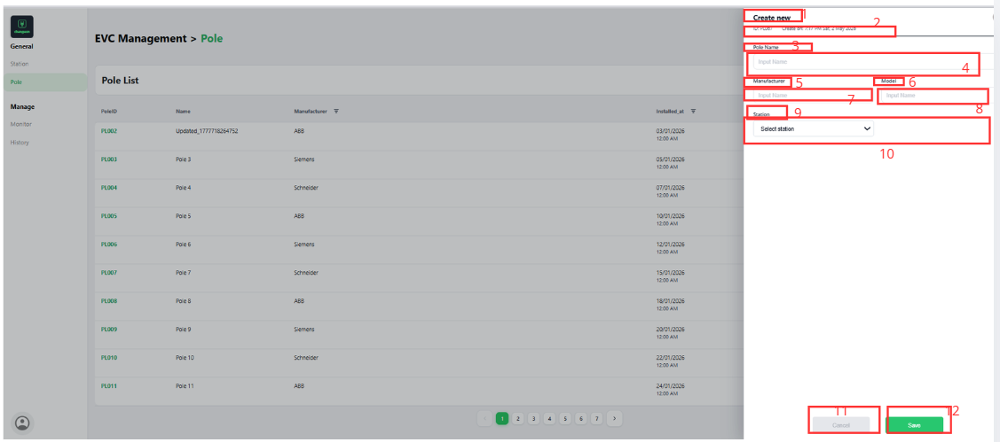 General
Station
Pole
Manage
Monitor
History
EVC Management > Pole
Pole List
PoleID Name Manufacturer Installed_at
PL002 Updated_1777718264752 ABB 03/01/2026
12:00 AM
PL003 Pole 3 Siemens 05/01/2026
12:00 AM
PL004 Pole 4 Schneider 07/01/2026
12:00 AM
PL005 Pole 5 ABB 10/01/2026
12:00 AM
PL006 Pole 6 Siemens 12/01/2026
12:00 AM
PL007 Pole 7 Schneider 15/01/2026
12:00 AM
PL008 Pole 8 ABB 18/01/2026
12:00 AM
PL009 Pole 9 Siemens 20/01/2026
12:00 AM
PL010 Pole 10 Schneider 22/01/2026
12:00 AM
PL011 Pole 11 ABB 24/01/2026
12:00 AM
1 2 3 4 5 6 7
Create new 1
ID: PL067 Create on: 7:17 PM Sat, 2 May 2026 2
Pole Name 3
Input Name 4
Manufacturer 5 Model 6
Input Name 7 Input Name 8
Station 9
Select station
10
11 12
Cancel Save